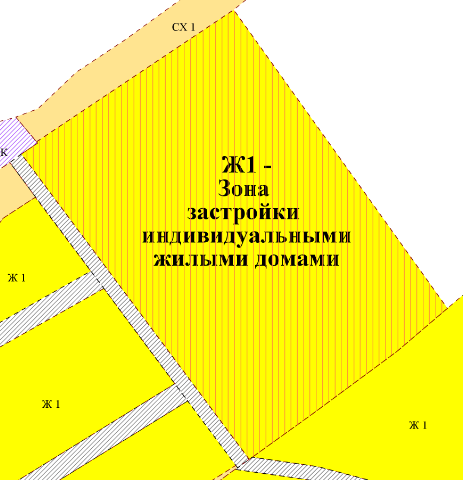 СХ 1
К
Ж1 -
Зона
застройки
индивидуальными
жилыми домами
Ж 1
Ж 1
Ж 1